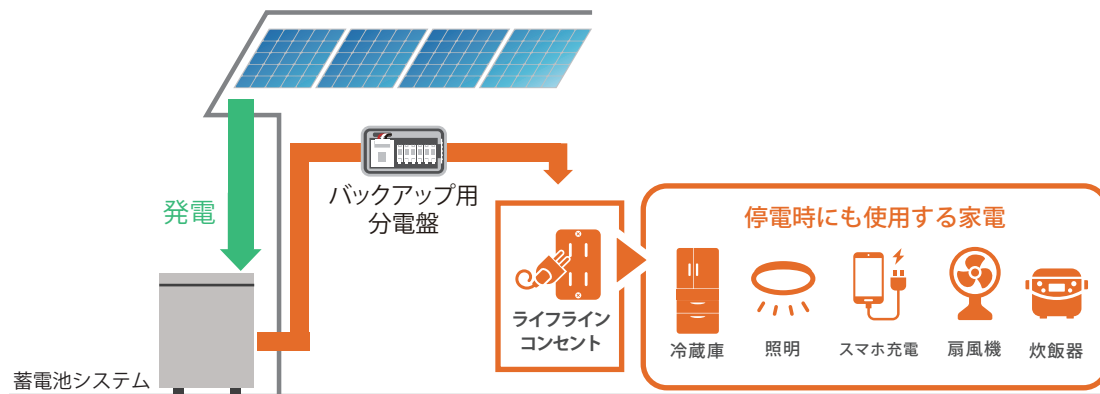 発電
バックアップ用
分電盤
停電時にも使用する家電
ライフライン
コンセント
冷蔵庫
照明
スマホ充電
扇風機
炊飯器
蓄電池システム